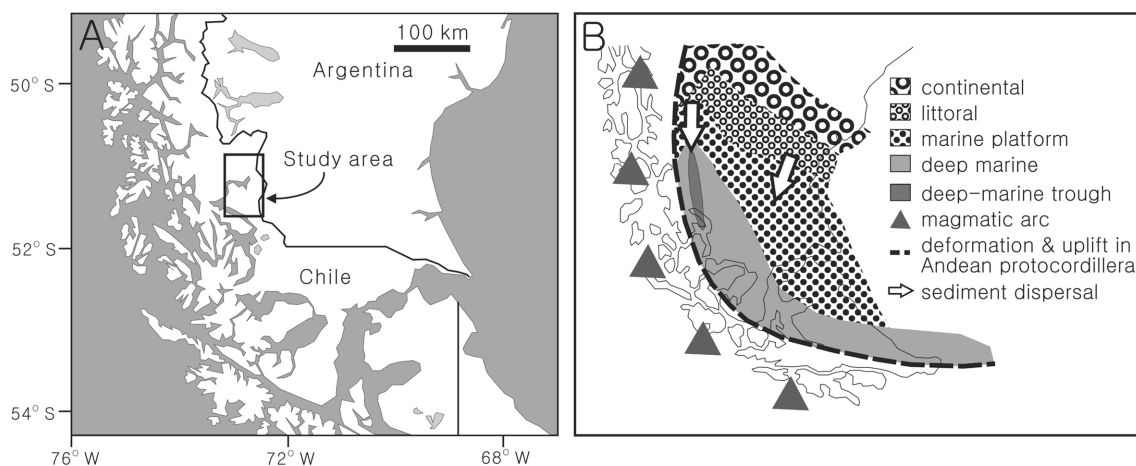 A
100 km
50° S
Argentina
Study area
52° S
Chile
54° S
76° W
72° W
68° W
B
continental
littoral
marine platform
deep marine
deep-marine trough
magmatic arc
deformation & uplift in
Andean protocordillera
sediment dispersal